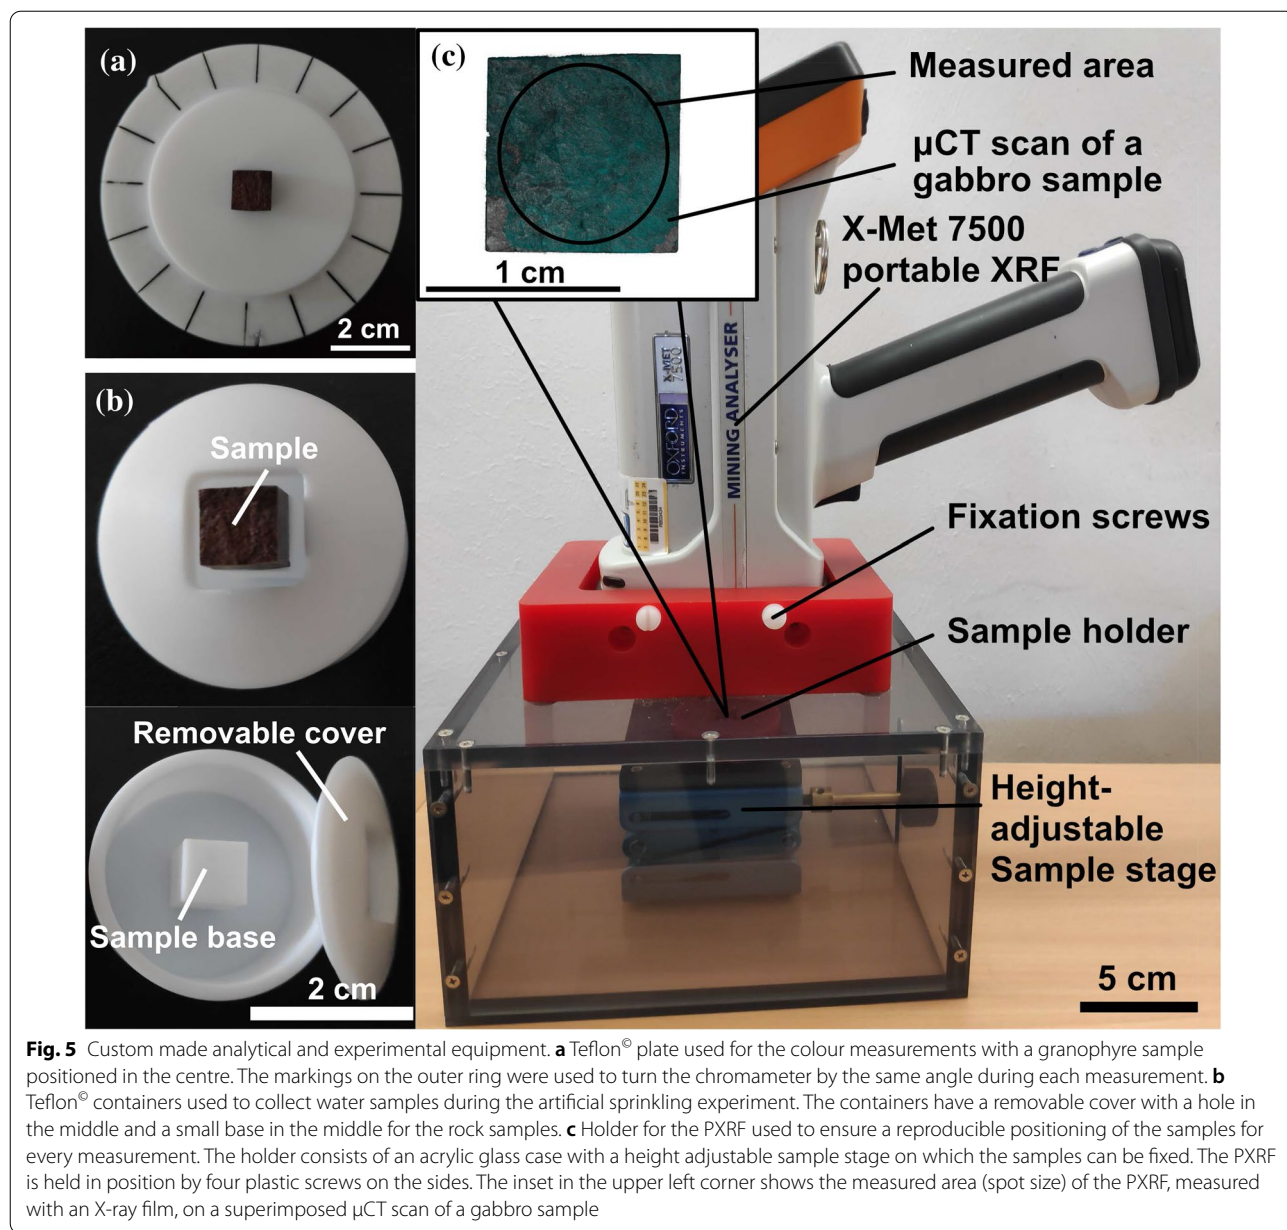 (a)
2 cm
(b)
Sample
Removable cover
Sample base
2 cm
(c)
Measured area
µCT scan of a
gabbro sample
1 cm
X-Met 7500
portable XRF
X-MET
7500
OXFORD
INSTRUMENTS
MINING ANALYSER
Fixation screws
Sample holder
Height-
adjustable
Sample stage
5 cm
Fig. 5 Custom made analytical and experimental equipment. a Teflon© plate used for the colour measurements with a granophyre sample
positioned in the centre. The markings on the outer ring were used to turn the chromameter by the same angle during each measurement. b
Teflon© containers used to collect water samples during the artificial sprinkling experiment. The containers have a removable cover with a hole in
the middle and a small base in the middle for the rock samples. c Holder for the PXRF used to ensure a reproducible positioning of the samples for
every measurement. The holder consists of an acrylic glass case with a height adjustable sample stage on which the samples can be fixed. The PXRF
is held in position by four plastic screws on the sides. The inset in the upper left corner shows the measured area (spot size) of the PXRF, measured
with an X-ray film, on a superimposed µCT scan of a gabbro sample